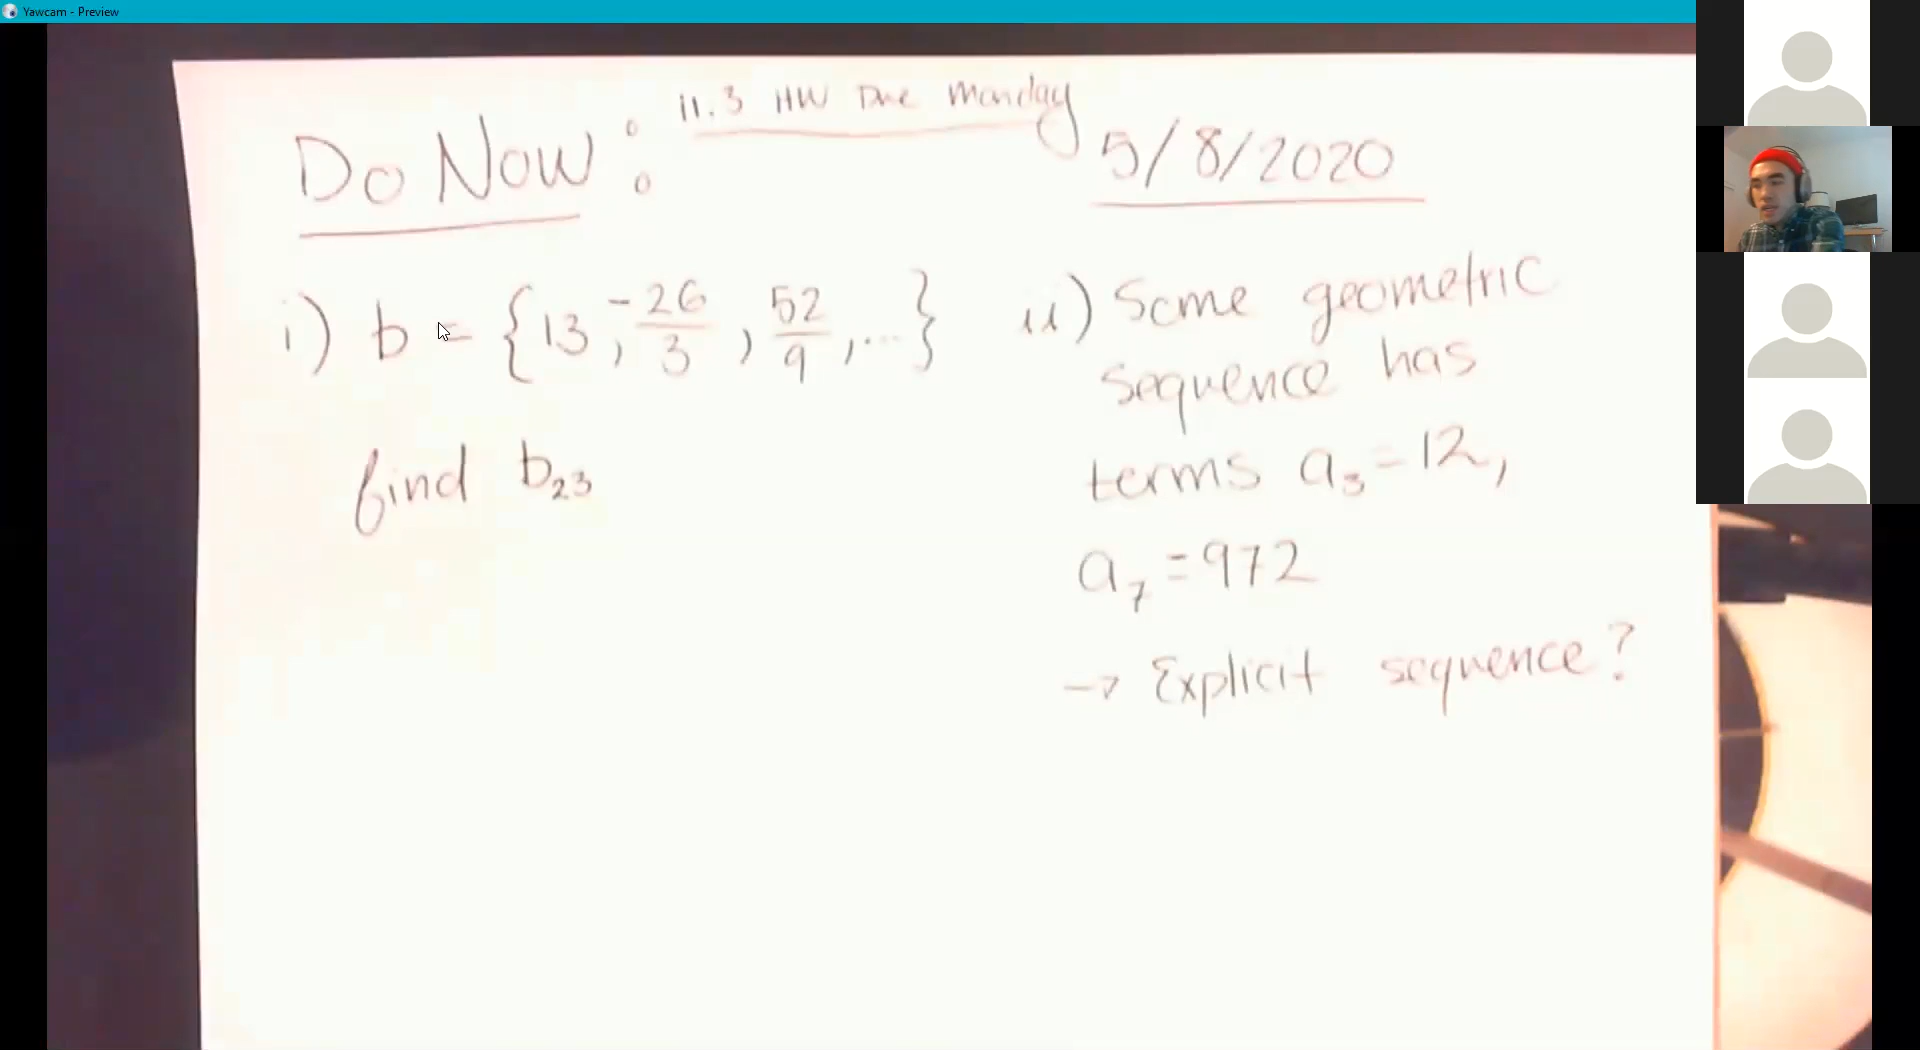 Yawcam - Preview
11.3 HW Due Monday
Do Now: 5/8/2020
i) b = {13, -26/3, 52/9, ...}
find b₂₃
ii) Some geometric
sequence has
terms a₃ = 12,
a₇ = 972
→ Explicit sequence?